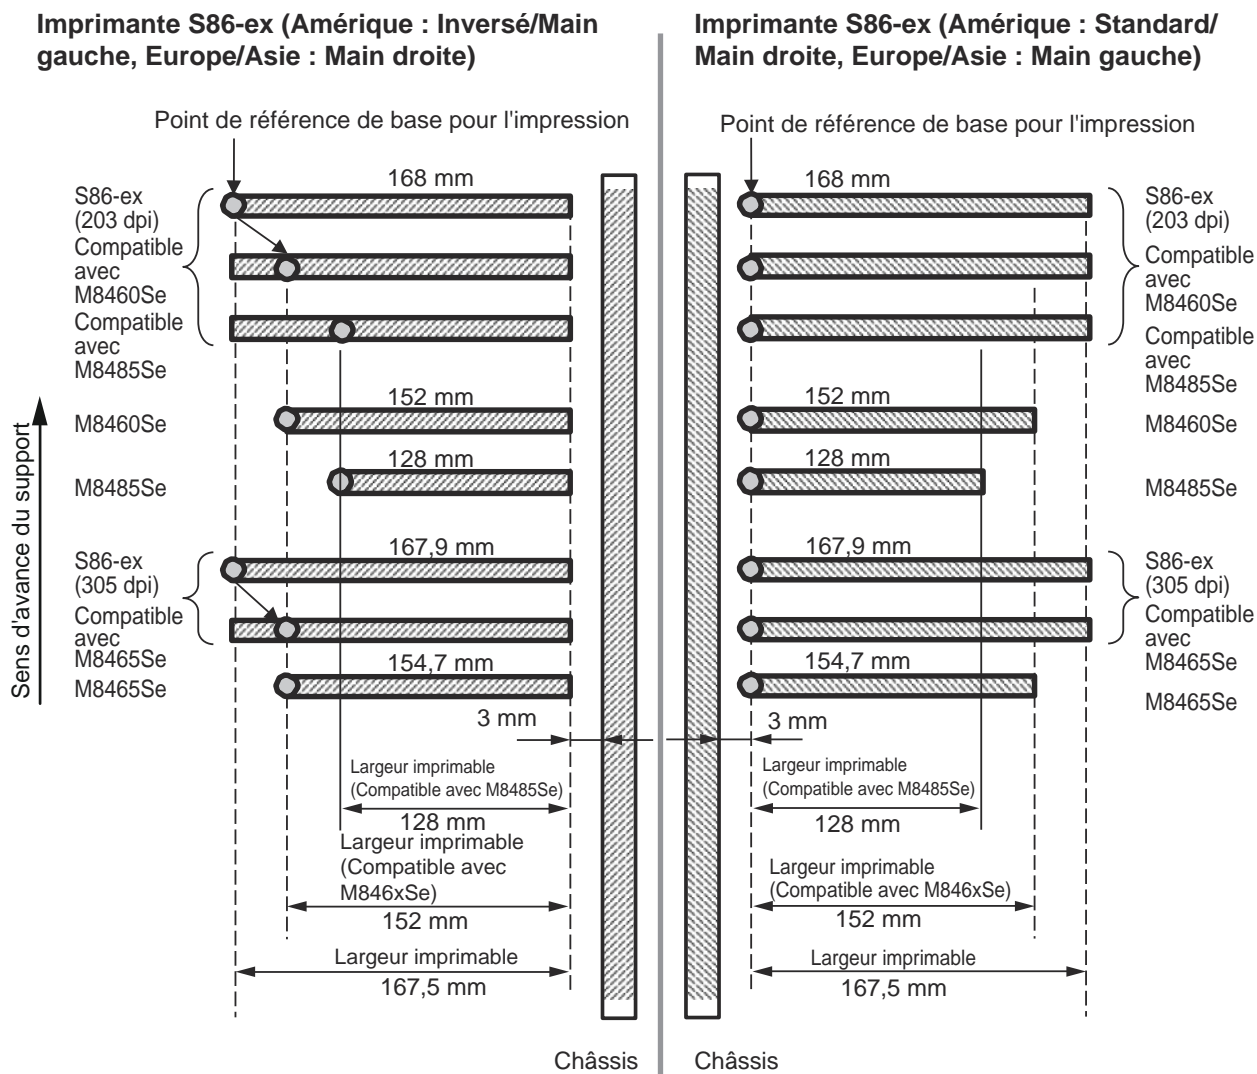 Imprimante S86-ex (Amérique : Inversé/Main
gauche, Europe/Asie : Main droite)
Point de référence de base pour l'impression
168 mm
S86-ex
(203 dpi)
Compatible
avec
M8460Se
Compatible
avec
M8485Se
152 mm
M8460Se
128 mm
M8485Se
Sens d'avance du support
167,9 mm
S86-ex
(305 dpi)
Compatible
avec
M8465Se
154,7 mm
M8465Se
3 mm
Largeur imprimable
(Compatible avec M8485Se)
128 mm
Largeur imprimable
(Compatible avec
M846xSe)
152 mm
Largeur imprimable
167,5 mm
Châssis
Imprimante S86-ex (Amérique : Standard/
Main droite, Europe/Asie : Main gauche)
Point de référence de base pour l'impression
168 mm
S86-ex
(203 dpi)
Compatible
avec
M8460Se
Compatible
avec
M8485Se
152 mm
M8460Se
128 mm
M8485Se
167,9 mm
S86-ex
(305 dpi)
Compatible
avec
M8465Se
154,7 mm
M8465Se
3 mm
Largeur imprimable
(Compatible avec M8485Se)
128 mm
Largeur imprimable
(Compatible avec M846xSe)
152 mm
Largeur imprimable
167,5 mm
Châssis